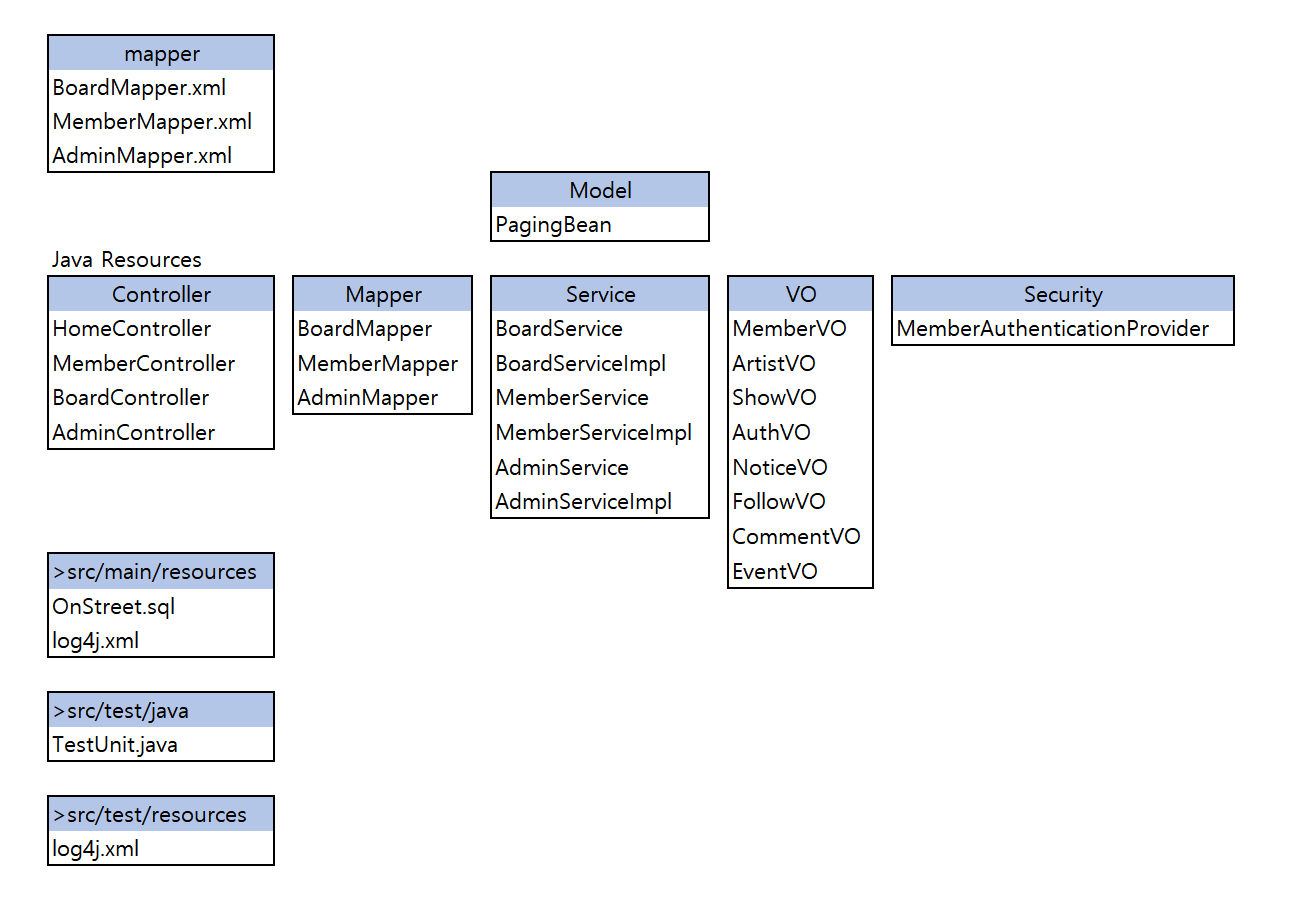 mapper
BoardMapper.xml
MemberMapper.xml
AdminMapper.xml
Model
PagingBean
Java Resources
Controller
HomeController
MemberController
BoardController
AdminController
Mapper
BoardMapper
MemberMapper
AdminMapper
Service
BoardService
BoardServiceImpl
MemberService
MemberServiceImpl
AdminService
AdminServiceImpl
VO
MemberVO
ArtistVO
ShowVO
AuthVO
NoticeVO
FollowVO
CommentVO
EventVO
Security
MemberAuthenticationProvider
>src/main/resources
OnStreet.sql
log4j.xml
>src/test/java
TestUnit.java
>src/test/resources
log4j.xml